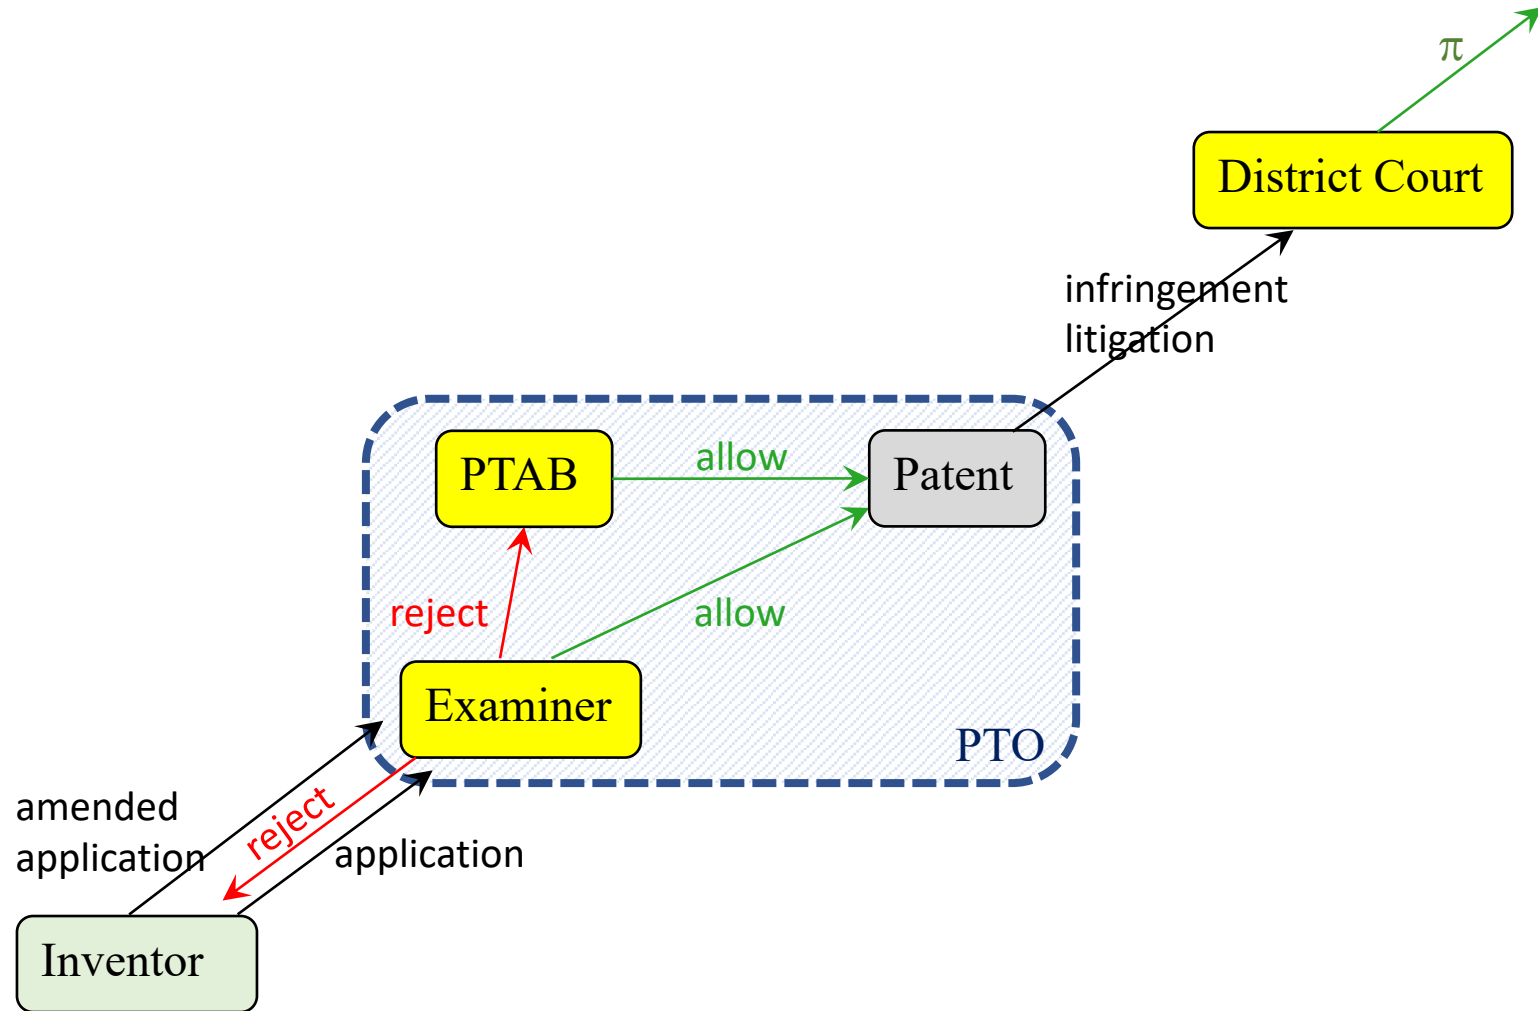 π
District Court
infringement
litigation
PTAB
allow
Patent
reject
allow
Examiner
PTO
amended
application
reject
application
Inventor